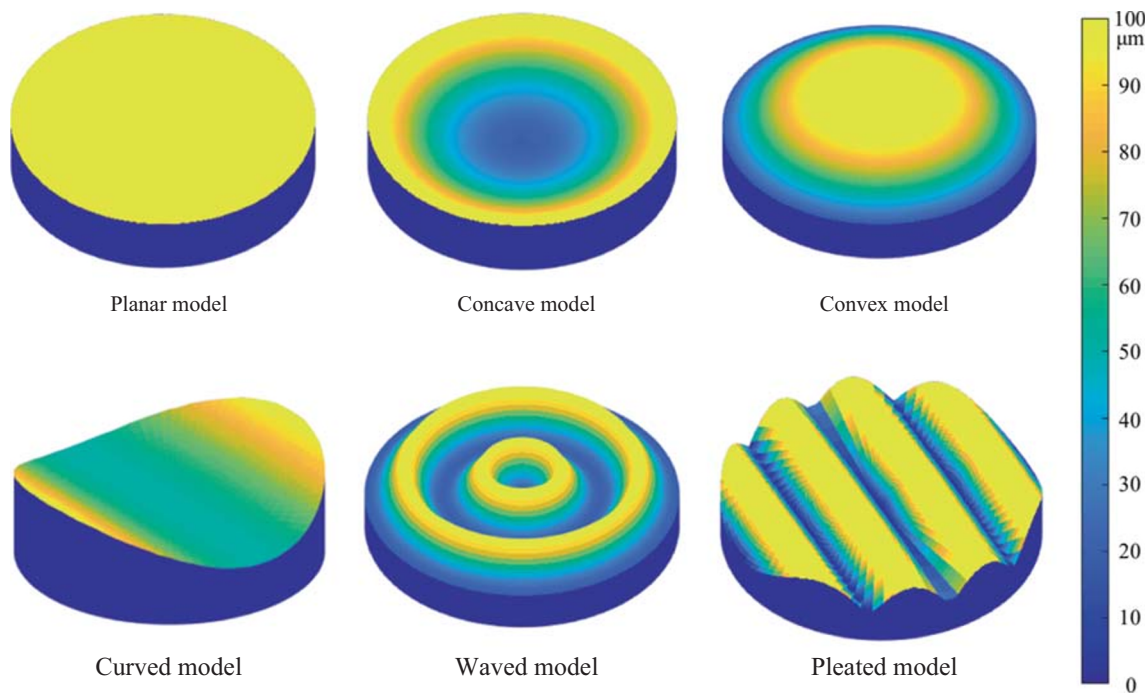 Planar model
Concave model
Convex model
Curved model
Waved model
Pleated model
100
μm
90
80
70
60
50
40
30
20
10
0